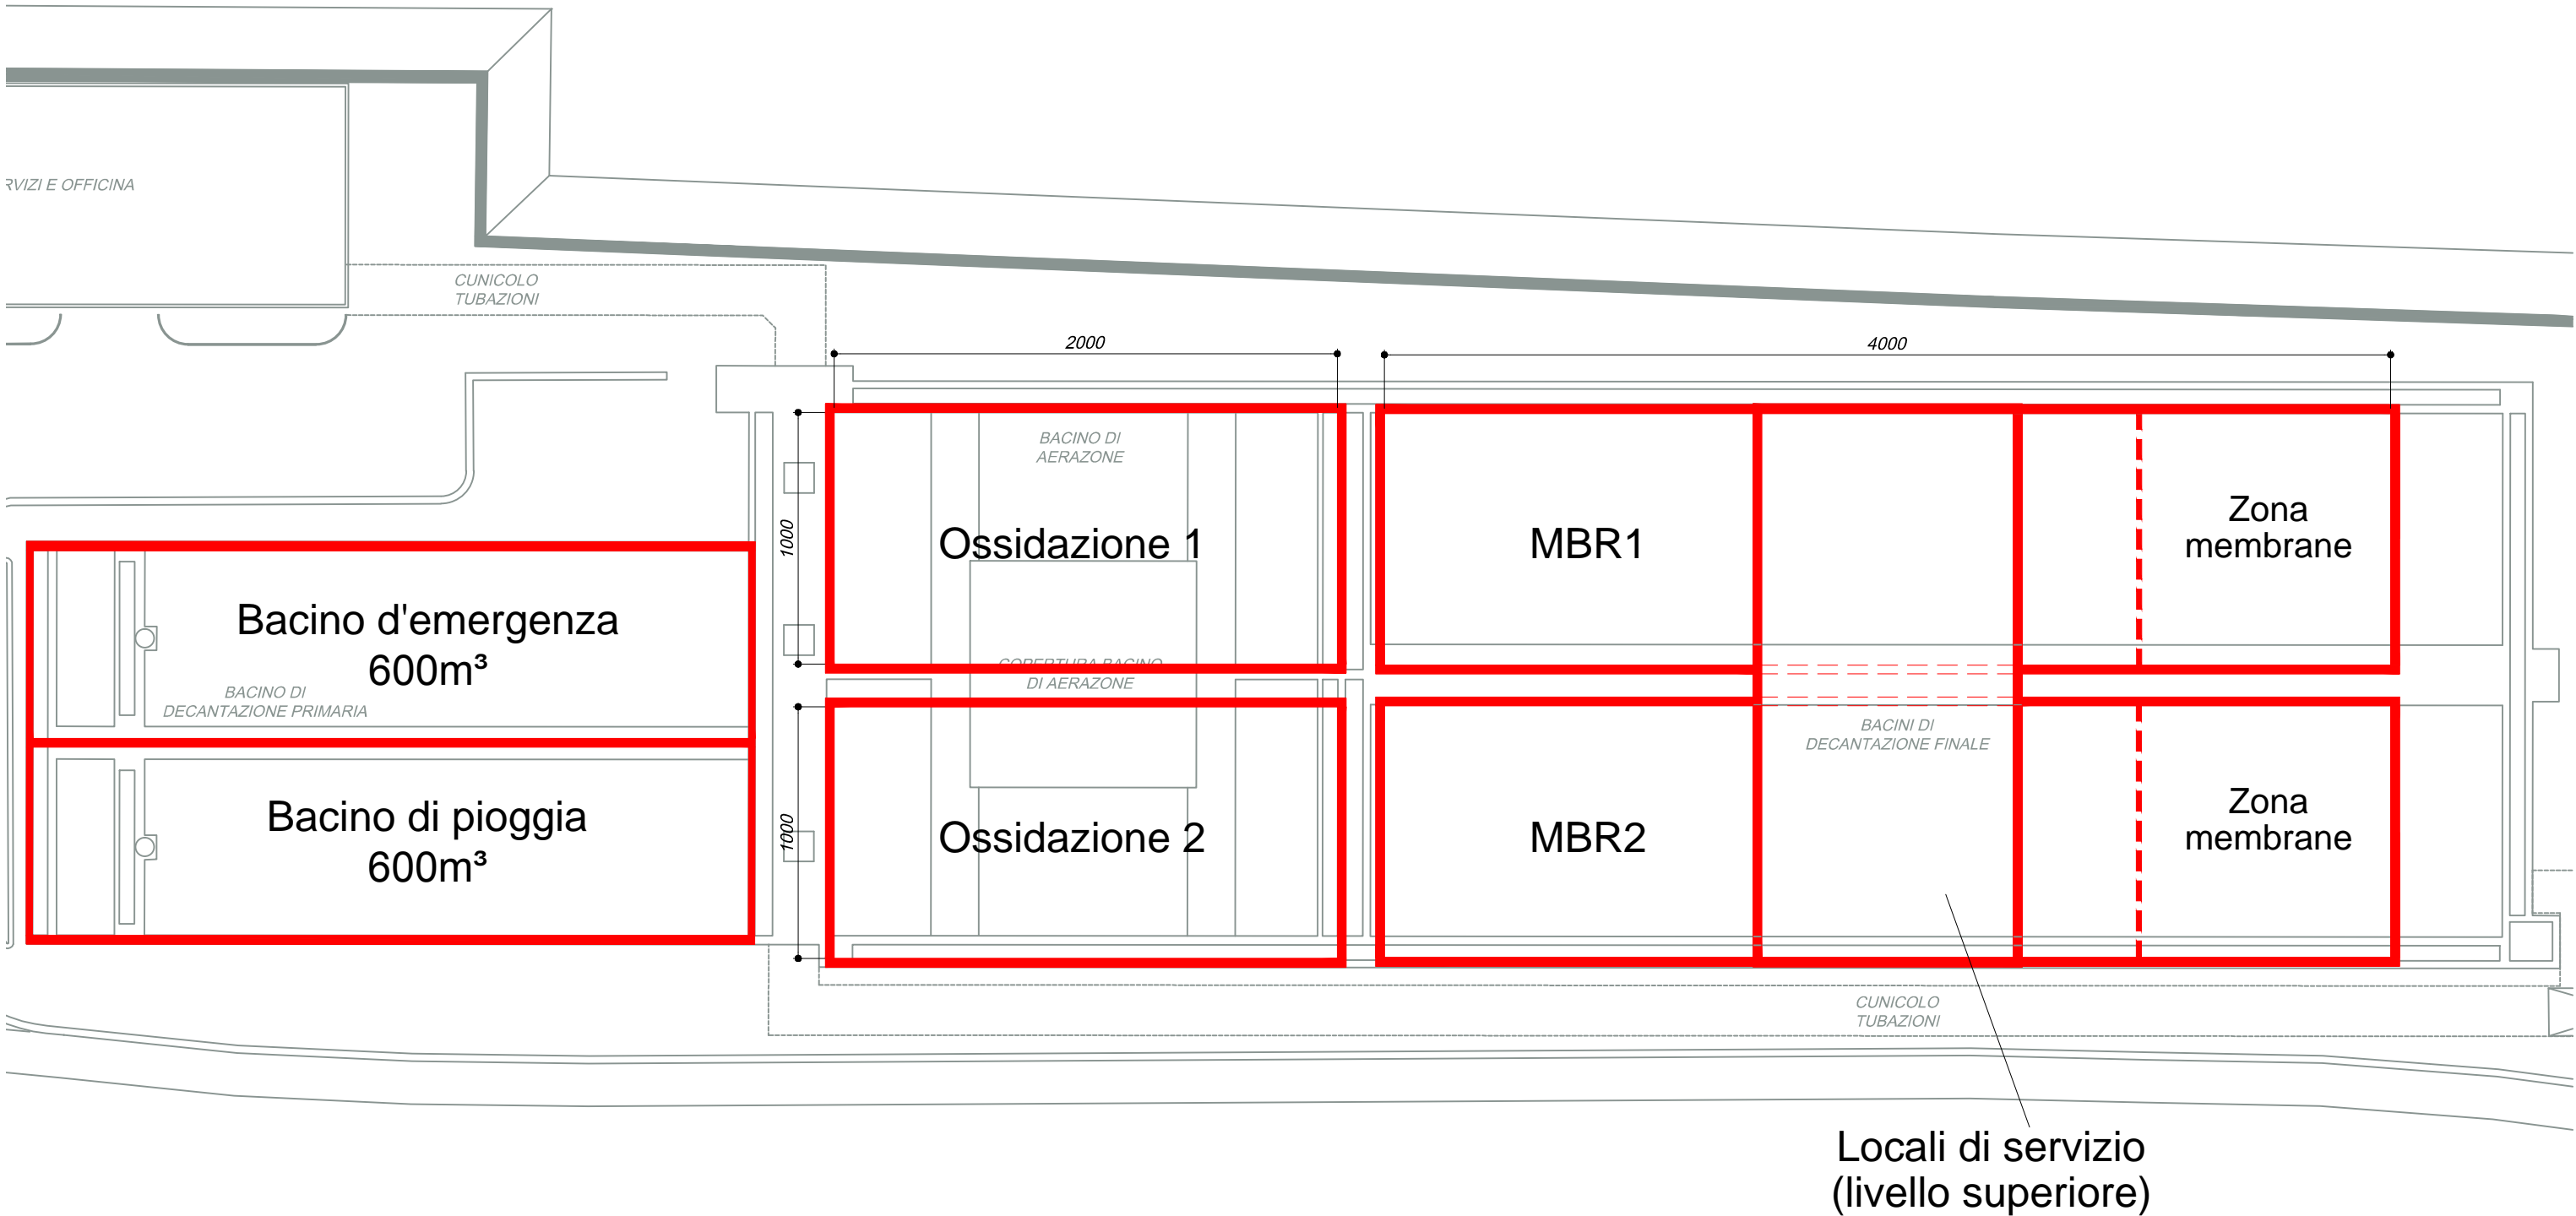 RVIZI E OFFICINA
CUNICOLO
TUBAZIONI
2000
4000
1000
BACINO DI
AERAZONE
Ossidazione 1
MBR1
Zona
membrane
Bacino d'emergenza
600m³
BACINO DI
DECANTAZIONE PRIMARIA
COPERTURA BACINO
DI AERAZONE
BACINI DI
DECANTAZIONE FINALE
1000
Bacino di pioggia
600m³
Ossidazione 2
MBR2
Zona
membrane
CUNICOLO
TUBAZIONI
Locali di servizio
(livello superiore)